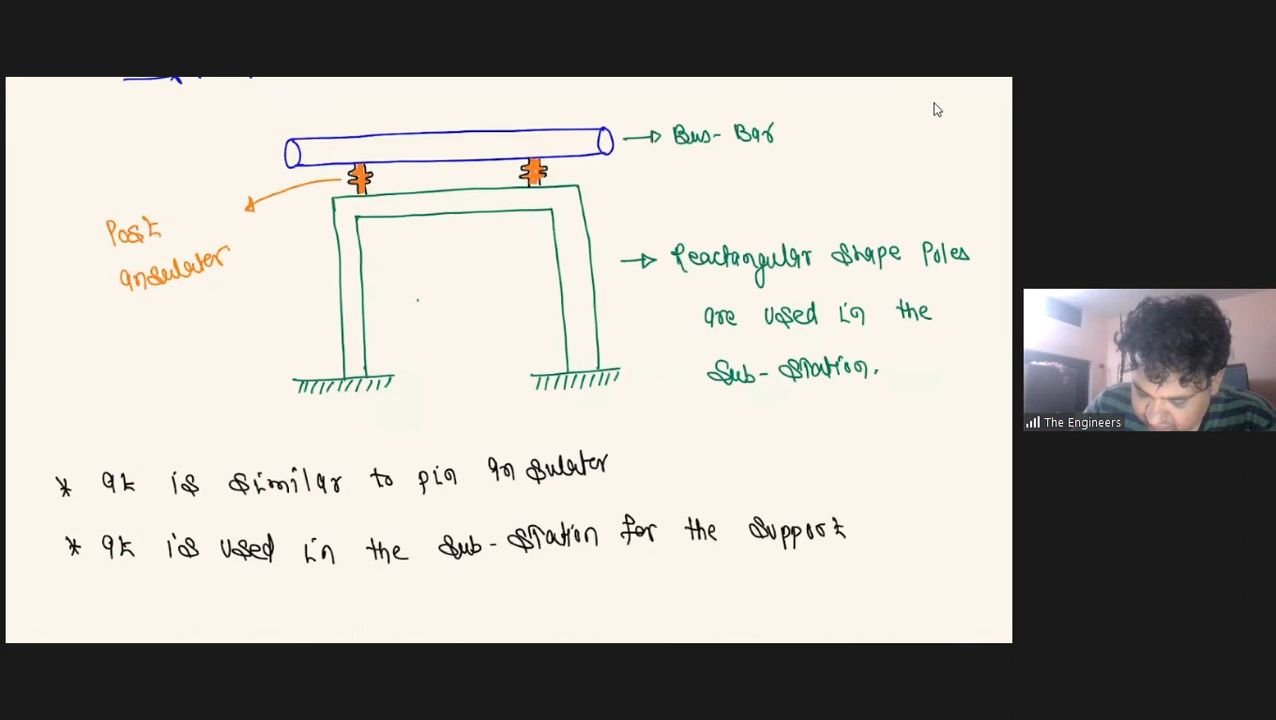 Bus-Bar
Post
insulator
Reactangular Shape Poles
are used in the
Sub-Station.
* It is similar to pin insulator
* It is used in the Sub-Station for the Support
The Engineers